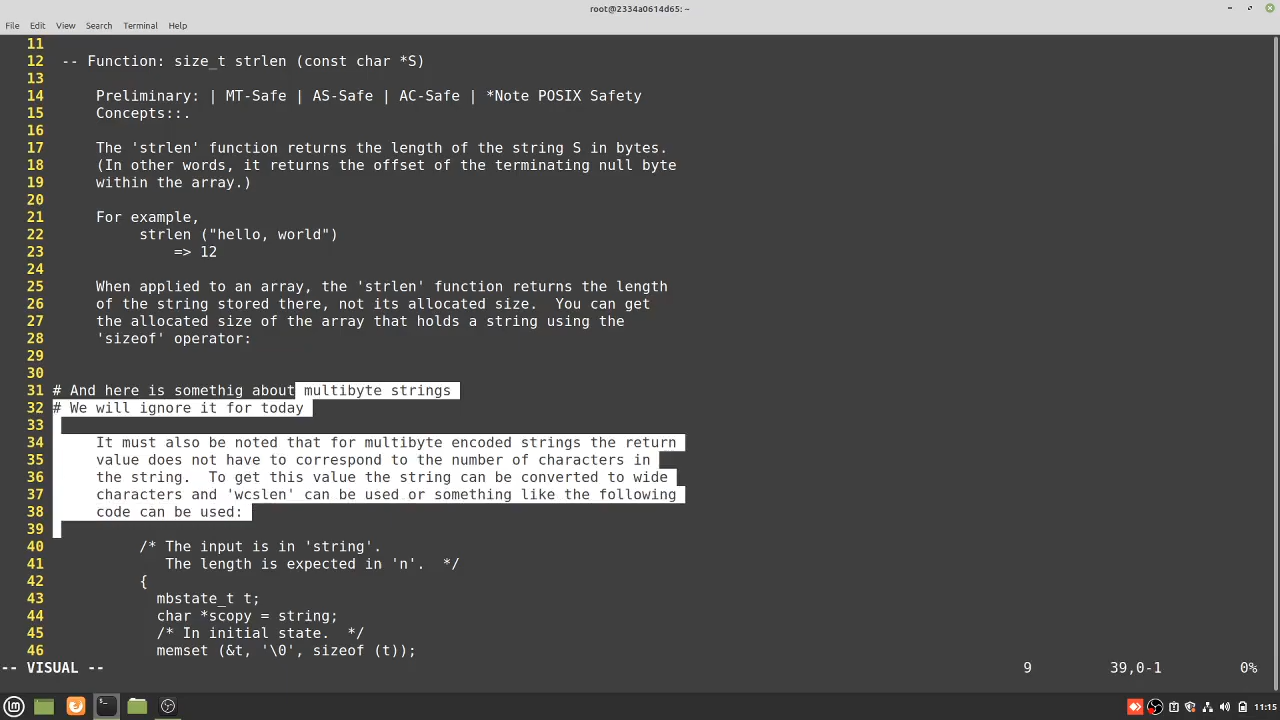 root@2334a0614d65: ~
File Edit View Search Terminal Help
11
12 -- Function: size_t strlen (const char *S)
13
14 Preliminary: | MT-Safe | AS-Safe | AC-Safe | *Note POSIX Safety
15 Concepts::.
16
17 The 'strlen' function returns the length of the string S in bytes.
18 (In other words, it returns the offset of the terminating null byte
19 within the array.)
20
21 For example,
22 strlen ("hello, world")
23 => 12
24
25 When applied to an array, the 'strlen' function returns the length
26 of the string stored there, not its allocated size. You can get
27 the allocated size of the array that holds a string using the
28 'sizeof' operator:
29
30
31 # And here is somethig about multibyte strings
32 # We will ignore it for today
33
34 It must also be noted that for multibyte encoded strings the return
35 value does not have to correspond to the number of characters in
36 the string. To get this value the string can be converted to wide
37 characters and 'wcslen' can be used or something like the following
38 code can be used:
39
40 /* The input is in 'string'.
41 The length is expected in 'n'. */
42 {
43 mbstate_t t;
44 char *scopy = string;
45 /* In initial state. */
46 memset (&t, '\0', sizeof (t));
-- VISUAL -- 9 39,0-1 0%
11:15